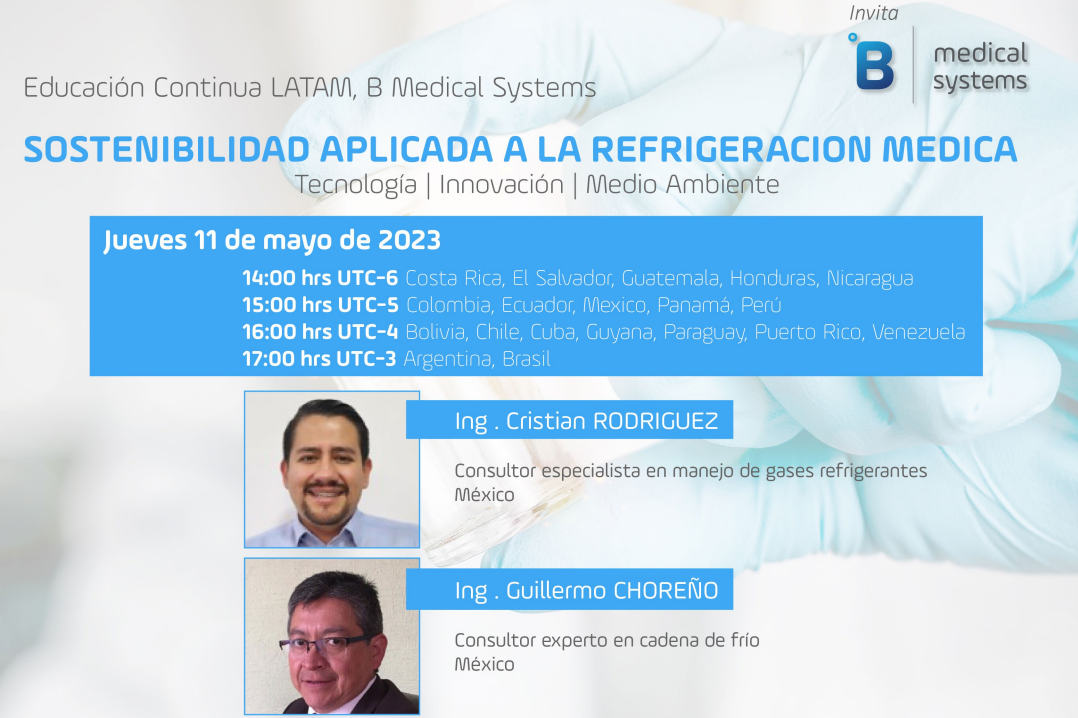 Invita
B medical
systems
Educación Continua LATAM, B Medical Systems
SOSTENIBILIDAD APLICADA A LA REFRIGERACION MEDICA
Tecnología | Innovación | Medio Ambiente
Jueves 11 de mayo de 2023
14:00 hrs UTC-6 Costa Rica, El Salvador, Guatemala, Honduras, Nicaragua
15:00 hrs UTC-5 Colombia, Ecuador, Mexico, Panamá, Perú
16:00 hrs UTC-4 Bolivia, Chile, Cuba, Guyana, Paraguay, Puerto Rico, Venezuela
17:00 hrs UTC-3 Argentina, Brasil
Ing . Cristian RODRIGUEZ
Consultor especialista en manejo de gases refrigerantes
México
Ing . Guillermo CHOREÑO
Consultor experto en cadena de frío
México